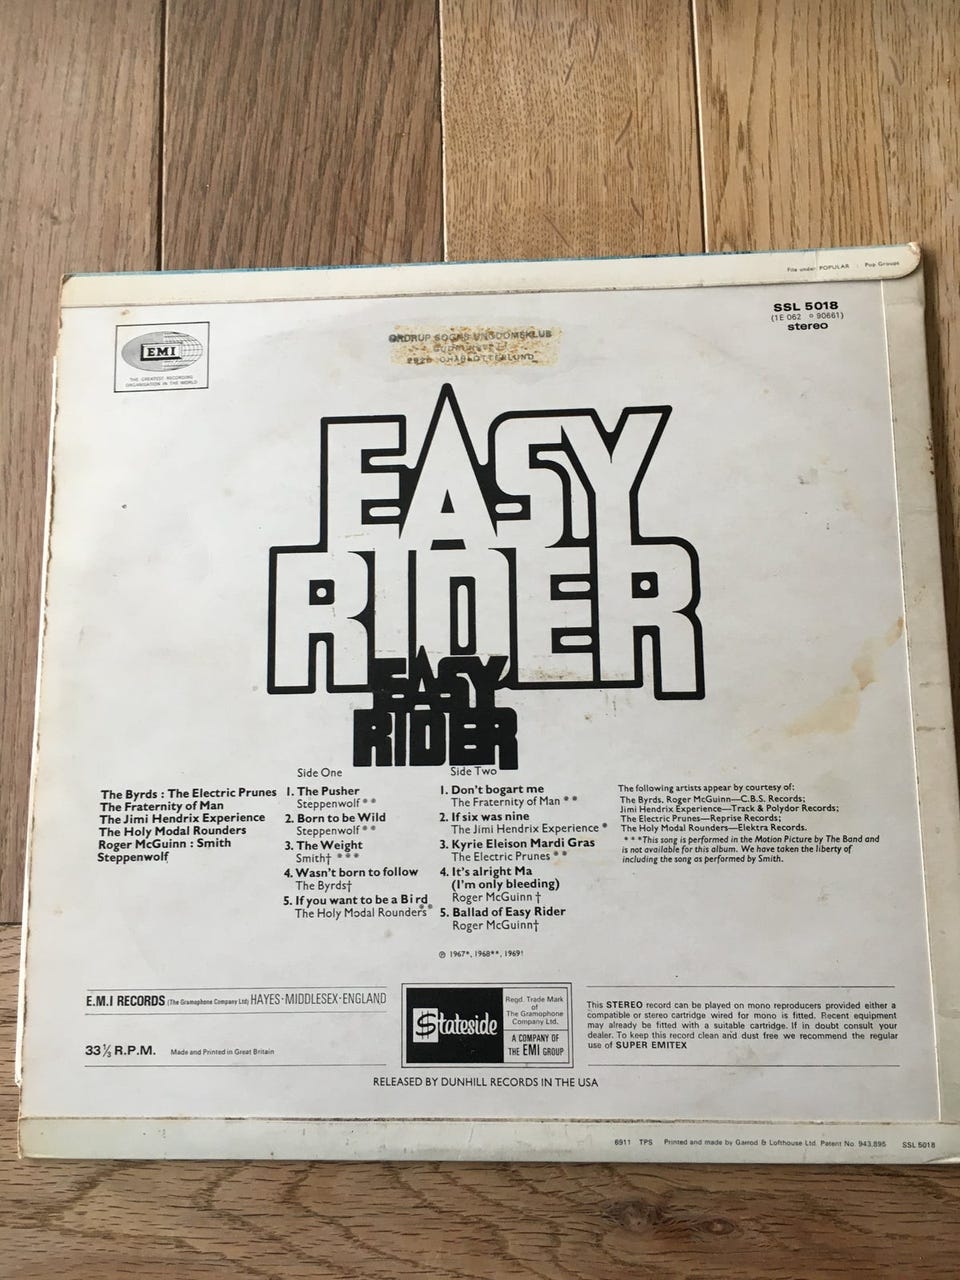 File under POPULAR : Pop Groups
SSL 5018
(1E 062 o 90661)
stereo
EMI
THE GREATEST RECORDING
ORGANISATION IN THE WORLD
ORDRUP SOGNS UNGDOMSKLUB
2920 CHARLOTTENLUND
EASY
RIDER
EASY
RIDER
The Byrds : The Electric Prunes
The Fraternity of Man
The Jimi Hendrix Experience
The Holy Modal Rounders
Roger McGuinn : Smith
Steppenwolf
Side One
1. The Pusher
Steppenwolf **
2. Born to be Wild
Steppenwolf **
3. The Weight
Smith† ***
4. Wasn't born to follow
The Byrds†
5. If you want to be a Bird
The Holy Modal Rounders **
Side Two
1. Don't bogart me
The Fraternity of Man **
2. If six was nine
The Jimi Hendrix Experience *
3. Kyrie Eleison Mardi Gras
The Electric Prunes **
4. It's alright Ma
(I'm only bleeding)
Roger McGuinn †
5. Ballad of Easy Rider
Roger McGuinn†
The following artists appear by courtesy of:
The Byrds, Roger McGuinn—C.B.S. Records;
Jimi Hendrix Experience—Track & Polydor Records;
The Electric Prunes—Reprise Records;
The Holy Modal Rounders—Elektra Records.
***This song is performed in the Motion Picture by The Band and
is not available for this album. We have taken the liberty of
including the song as performed by Smith.
℗ 1967*, 1968**, 1969†
E.M.I RECORDS (The Gramophone Company Ltd) HAYES·MIDDLESEX·ENGLAND
33⅓ R.P.M. Made and Printed in Great Britain
Stateside
Regd. Trade Mark
of
The Gramophone
Company Ltd.
A COMPANY OF
THE EMI GROUP
This STEREO record can be played on mono reproducers provided either a
compatible or stereo cartridge wired for mono is fitted. Recent equipment
may already be fitted with a suitable cartridge. If in doubt consult your
dealer. To keep this record clean and dust free we recommend the regular
use of SUPER EMITEX
RELEASED BY DUNHILL RECORDS IN THE USA
6911 TPS Printed and made by Garrod & Lofthouse Ltd. Patent No. 943,895 SSL 5018